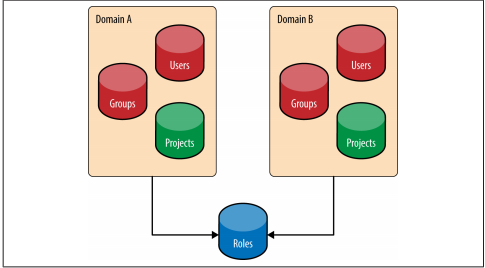 Domain A
Users
Groups
Projects
Domain B
Users
Groups
Projects
Roles